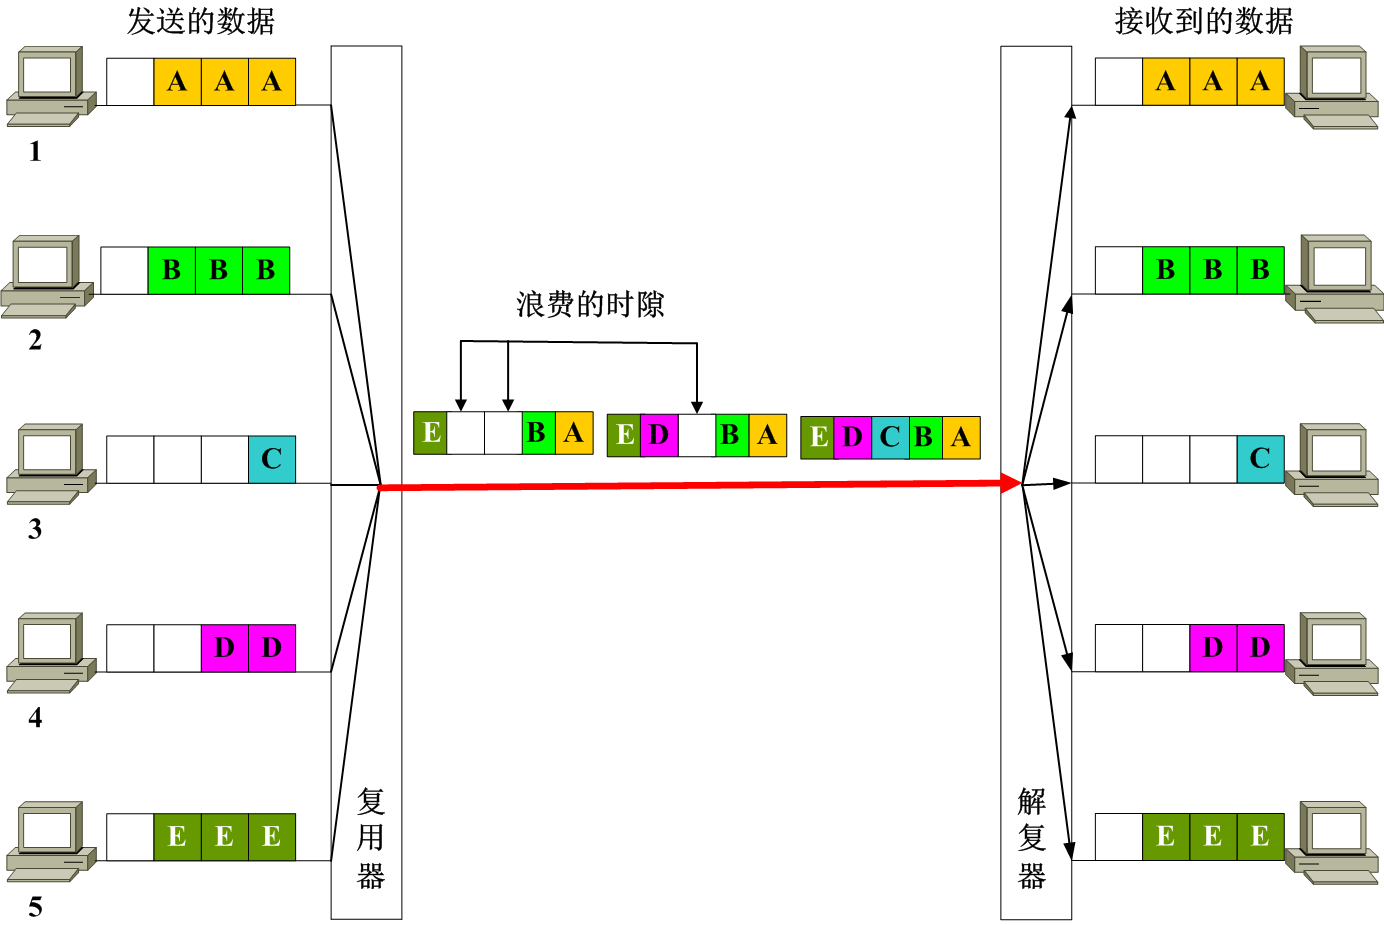 发送的数据
接收到的数据
A A A
A A A
1
B B B
B B B
2
浪费的时隙
E B A
E D B A
E D C B A
C
C
3
D D
D D
4
复用器
解复器
E E E
E E E
5